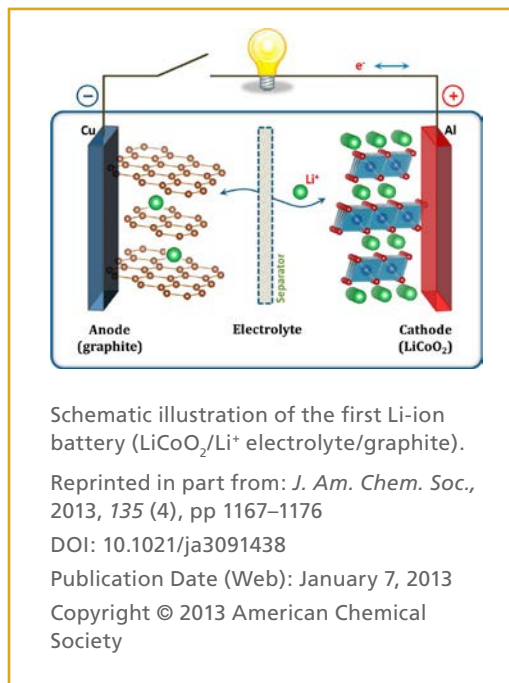 e⁻
− +
Cu Al
Li⁺
Separator
Anode Electrolyte Cathode
(graphite) (LiCoO₂)
Schematic illustration of the first Li-ion
battery (LiCoO₂/Li⁺ electrolyte/graphite).
Reprinted in part from: J. Am. Chem. Soc.,
2013, 135 (4), pp 1167–1176
DOI: 10.1021/ja3091438
Publication Date (Web): January 7, 2013
Copyright © 2013 American Chemical
Society